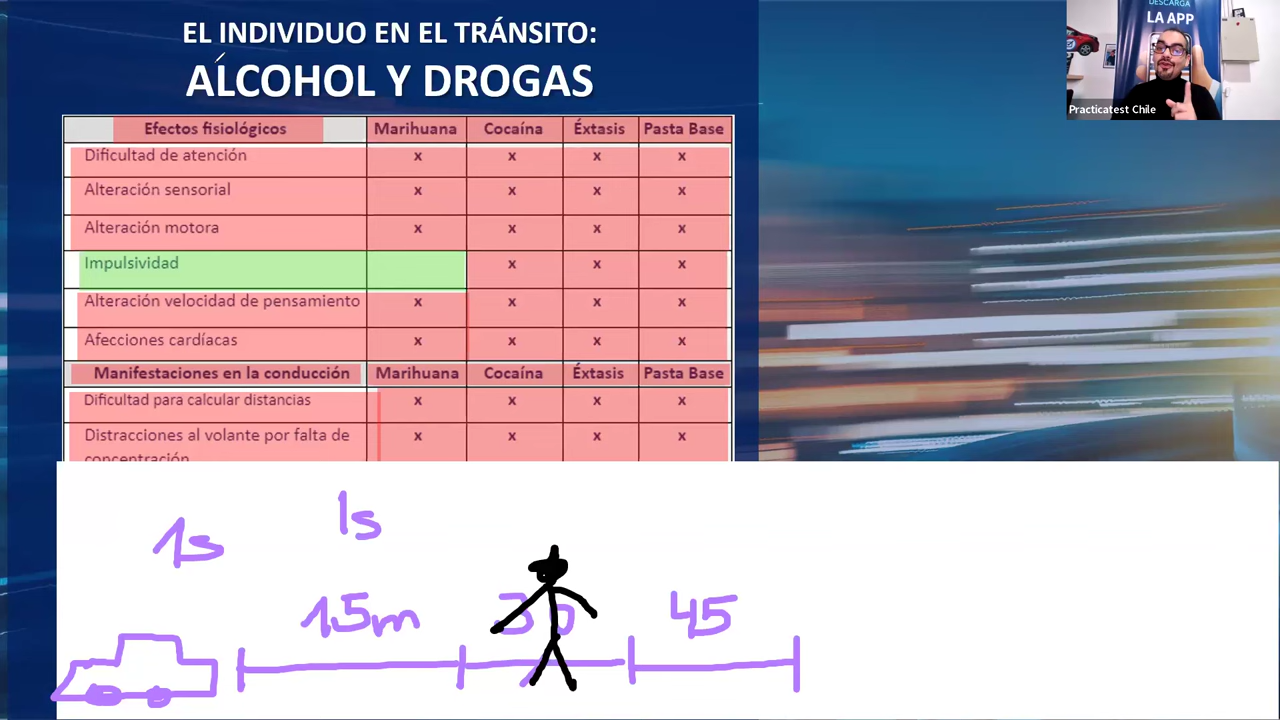 EL INDIVIDUO EN EL TRÁNSITO:
ALCOHOL Y DROGAS
DESCARGA
LA APP
Practicatest Chile
Efectos fisiológicos Marihuana Cocaína Éxtasis Pasta Base
Dificultad de atención x x x x
Alteración sensorial x x x x
Alteración motora x x x x
Impulsividad x x x
Alteración velocidad de pensamiento x x x x
Afecciones cardíacas x x x x
Manifestaciones en la conducción Marihuana Cocaína Éxtasis Pasta Base
Dificultad para calcular distancias x x x x
Distracciones al volante por falta de x x x x
concentración
1s
1s
15m 30 45